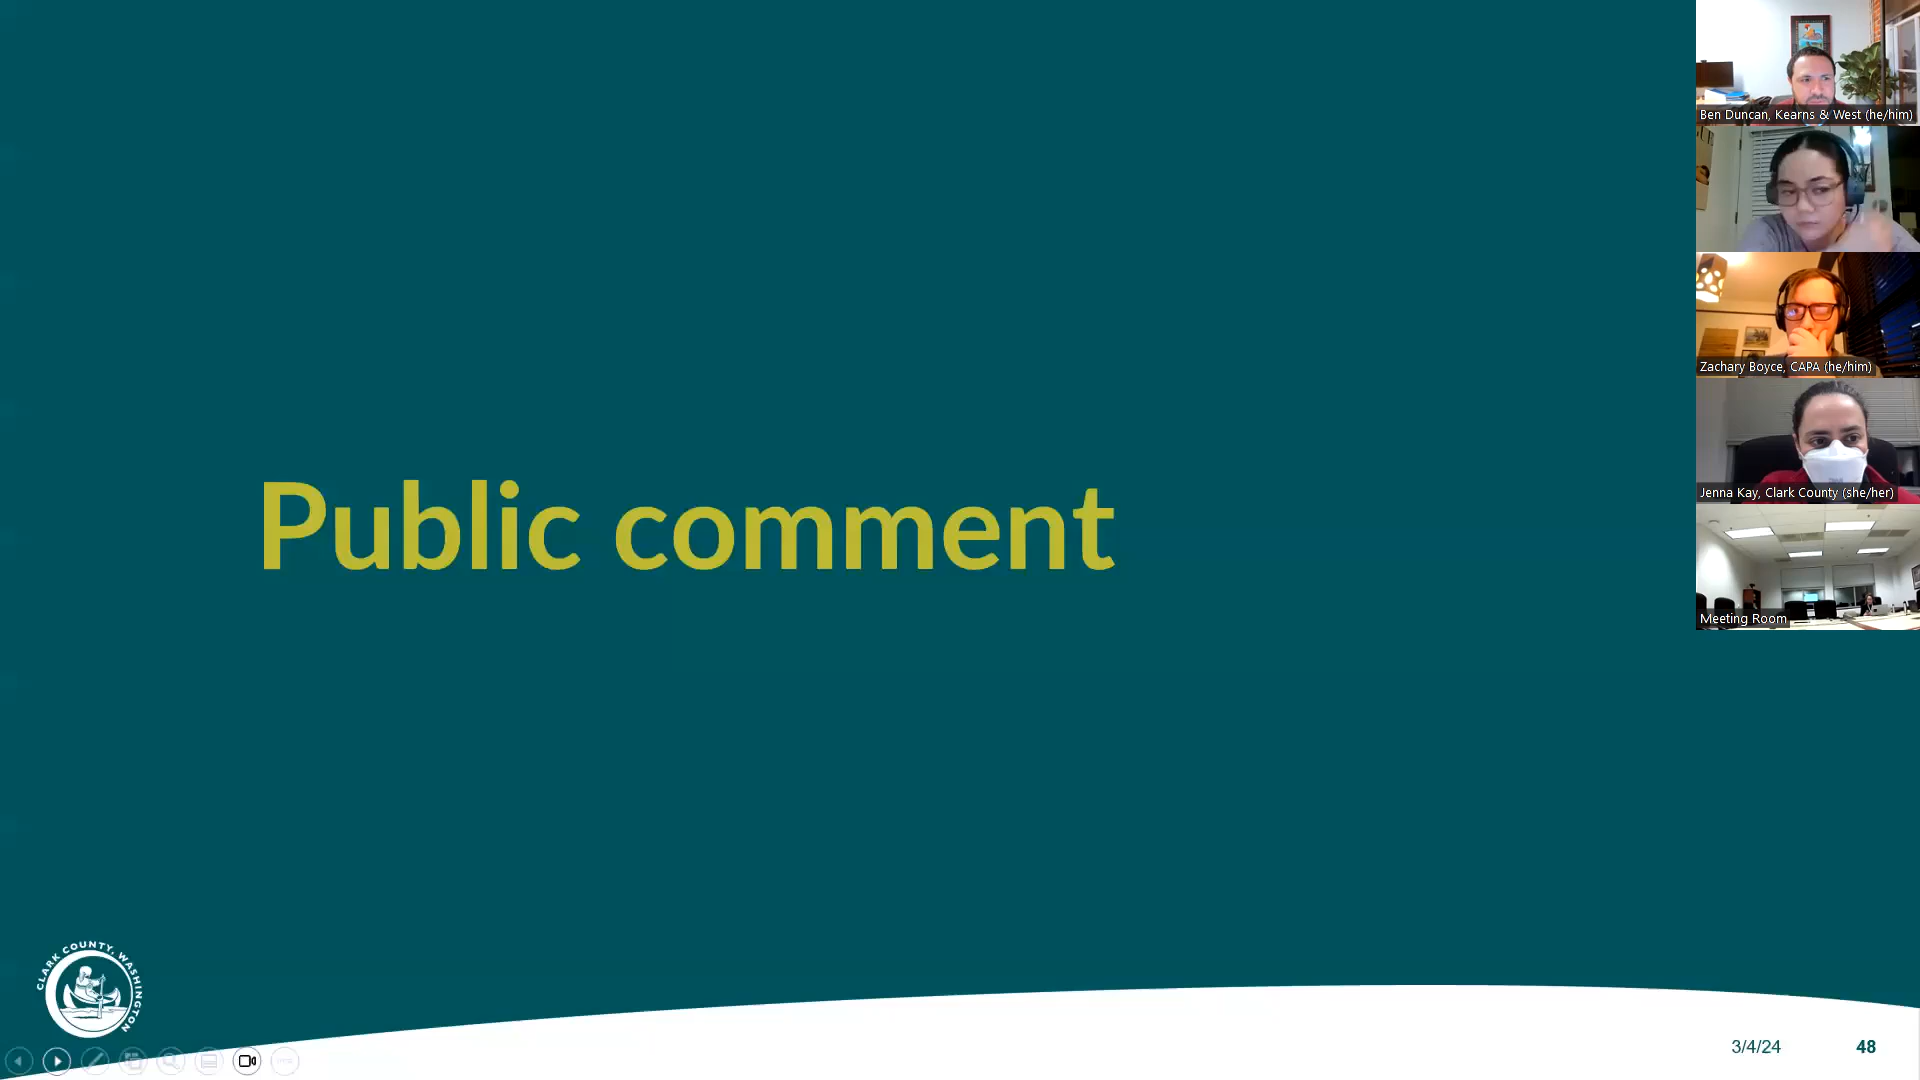 Public comment
Ben Duncan, Kearns & West (he/him)
Zachary Boyce, CAPA (he/him)
Jenna Kay, Clark County (she/her)
Meeting Room
CLARK COUNTY, WASHINGTON
3/4/24
48